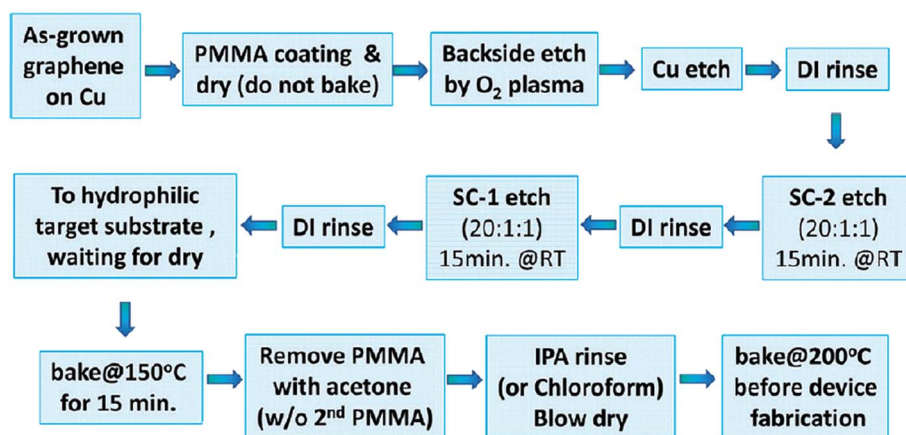 As-grown
graphene
on Cu
PMMA coating &
dry (do not bake)
Backside etch
by O₂ plasma
Cu etch
DI rinse
SC-2 etch
(20:1:1)
15min. @RT
DI rinse
SC-1 etch
(20:1:1)
15min. @RT
DI rinse
To hydrophilic
target substrate ,
waiting for dry
bake@150°C
for 15 min.
Remove PMMA
with acetone
(w/o 2ⁿᵈ PMMA)
IPA rinse
(or Chloroform)
Blow dry
bake@200°C
before device
fabrication